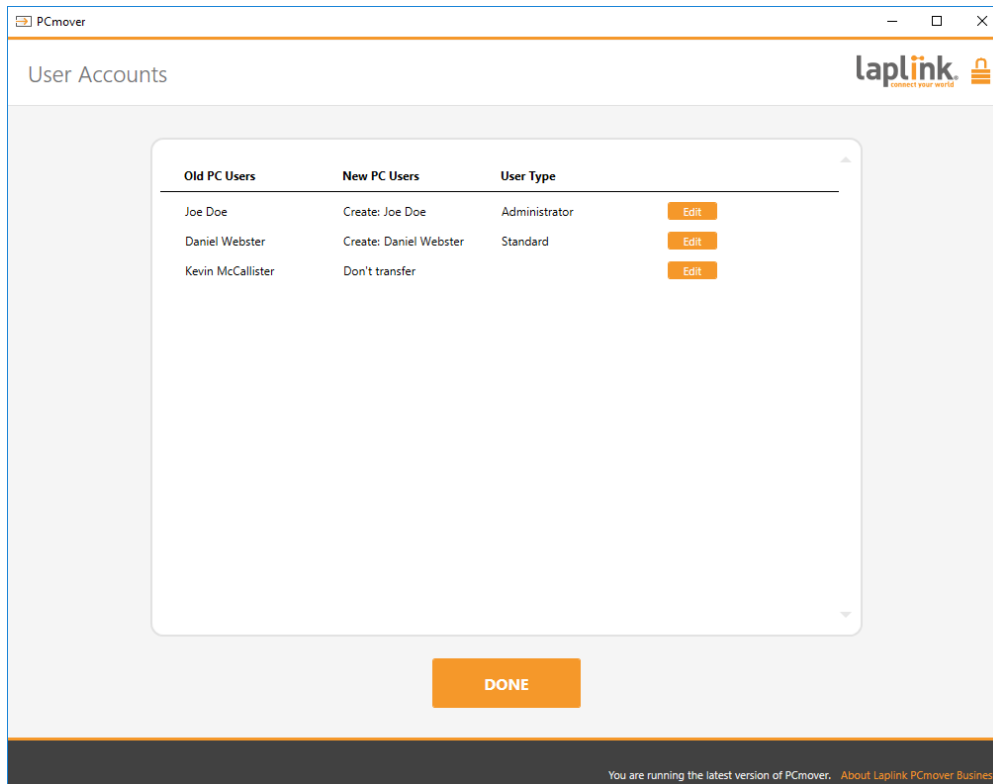 PCmover
User Accounts
laplink.
connect your world
Old PC Users New PC Users User Type
Joe Doe Create: Joe Doe Administrator Edit
Daniel Webster Create: Daniel Webster Standard Edit
Kevin McCallister Don't transfer Edit
DONE
You are running the latest version of PCmover. About Laplink PCmover Busines